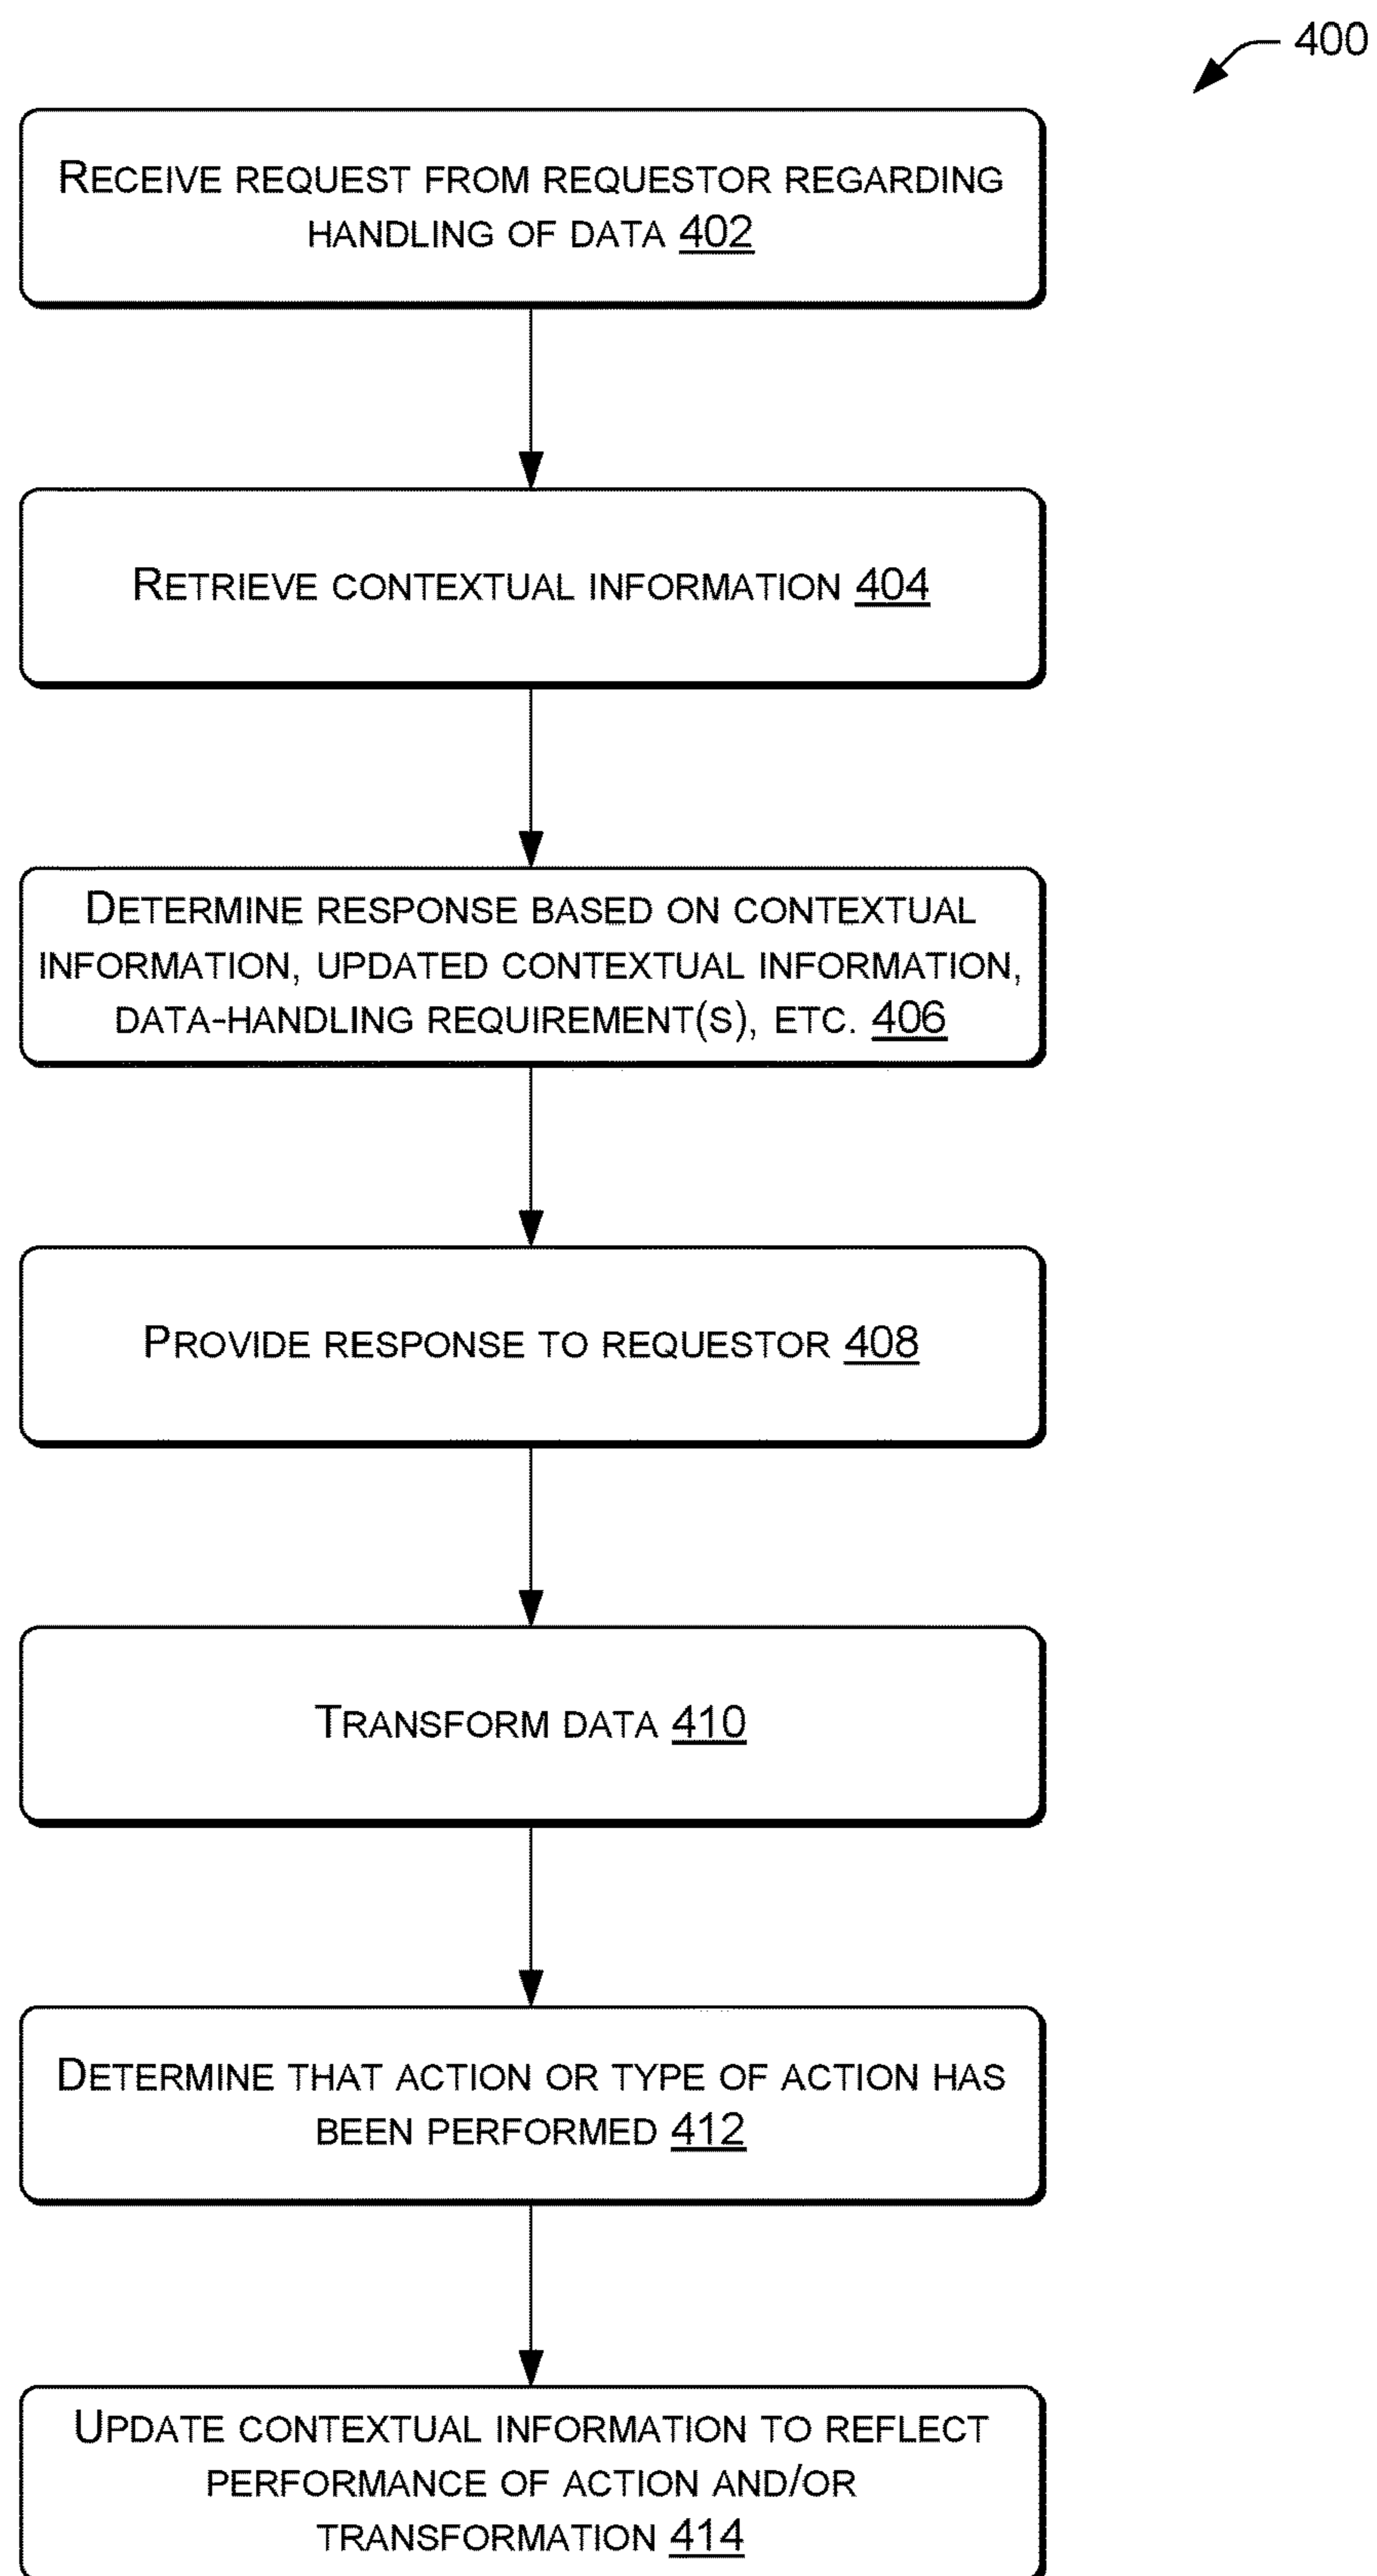 400
RECEIVE REQUEST FROM REQUESTOR REGARDING
HANDLING OF DATA 402
RETRIEVE CONTEXTUAL INFORMATION 404
DETERMINE RESPONSE BASED ON CONTEXTUAL
INFORMATION, UPDATED CONTEXTUAL INFORMATION,
DATA-HANDLING REQUIREMENT(S), ETC. 406
PROVIDE RESPONSE TO REQUESTOR 408
TRANSFORM DATA 410
DETERMINE THAT ACTION OR TYPE OF ACTION HAS
BEEN PERFORMED 412
UPDATE CONTEXTUAL INFORMATION TO REFLECT
PERFORMANCE OF ACTION AND/OR
TRANSFORMATION 414